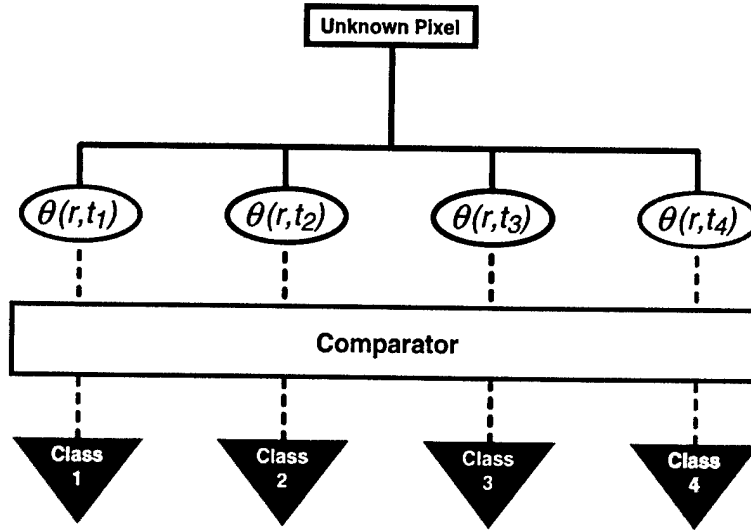 Unknown Pixel
θ(r,t₁) θ(r,t₂) θ(r,t₃) θ(r,t₄)
Comparator
Class Class Class Class
1 2 3 4